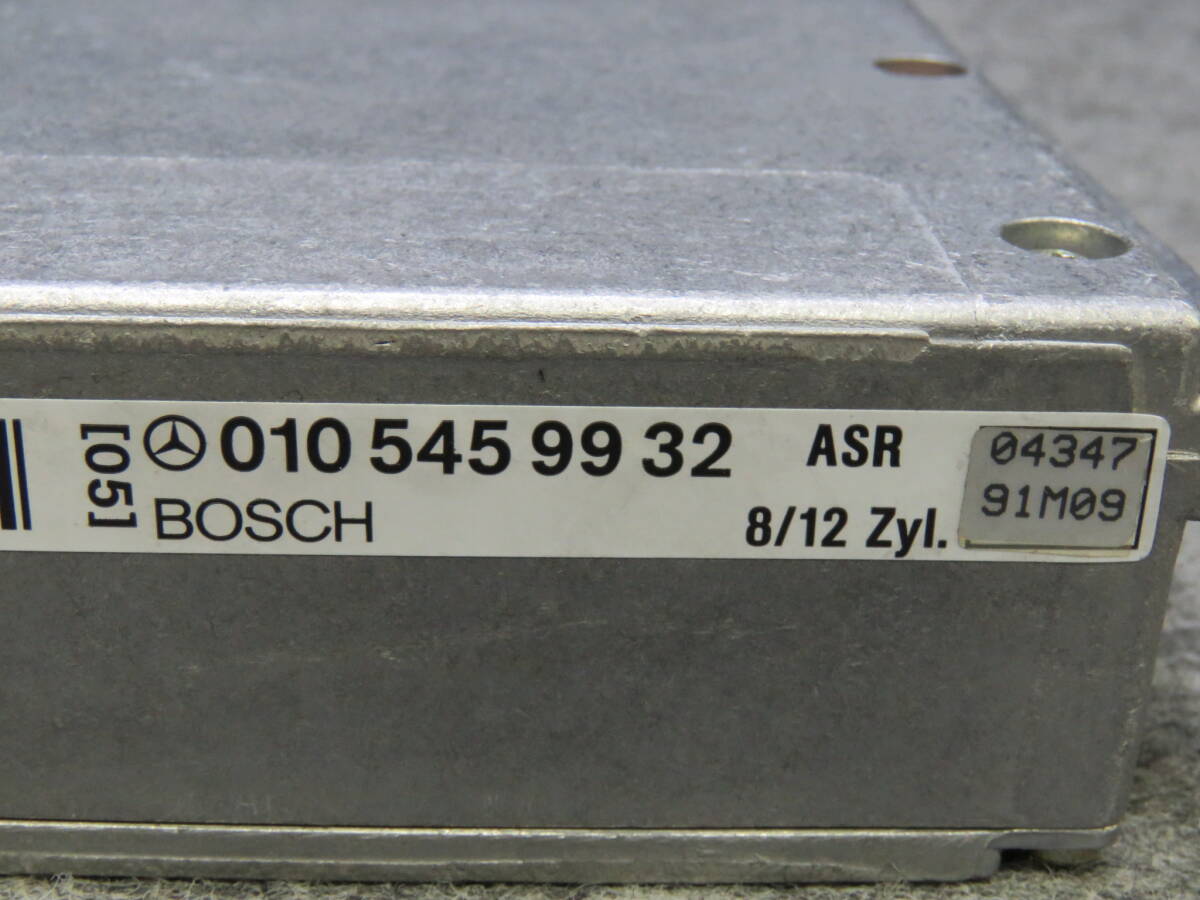 [05]
010 545 99 32 ASR
BOSCH 8/12 Zyl.
04347
91M09